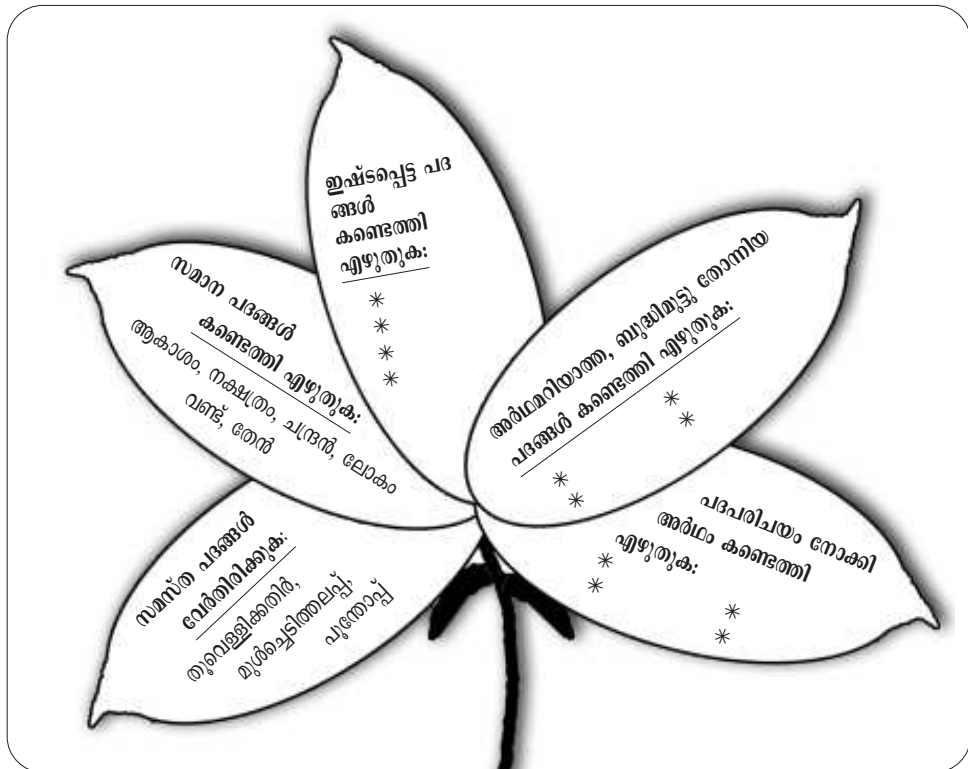 ഇഷ്ടപ്പെട്ട പദ
ങ്ങൾ
കണ്ടെത്തി
എഴുതുക:
*
*
*
*
സമാന പദങ്ങൾ
കണ്ടെത്തി എഴുതുക:
ആകാശം, നക്ഷത്രം, ചന്ദ്രൻ, ലോകം
വണ്ട്, തേൻ
അർഥമറിയാത്ത, ബുദ്ധിമുട്ടു തോന്നിയ
പദങ്ങൾ കണ്ടെത്തി എഴുതുക:
*
*
*
*
സമസ്ത പദങ്ങൾ
വേർതിരിക്കുക:
തൂവെള്ളിക്കതിർ,
മുൾച്ചെടിത്തലപ്പ്,
പൂന്തോപ്പ്
പദപരിചയം നോക്കി
അർഥം കണ്ടെത്തി
എഴുതുക:
*
*
*
*